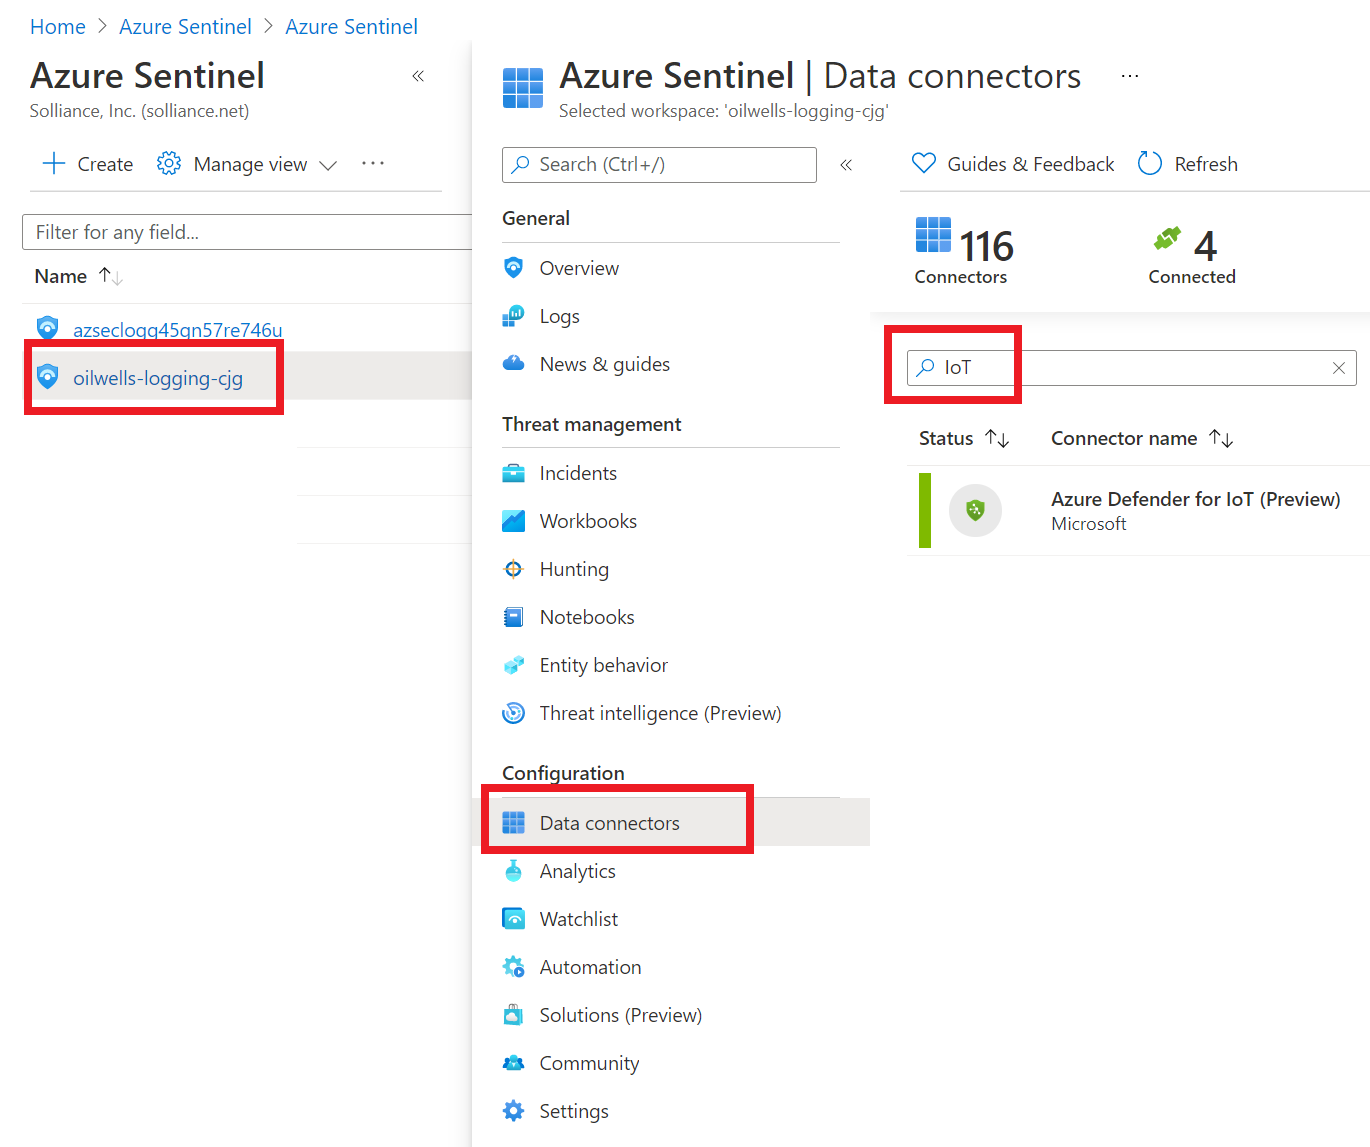 Home > Azure Sentinel > Azure Sentinel
Azure Sentinel
Solliance, Inc. (solliance.net)
«
Create
Manage view
...
Filter for any field...
Name
azseclogg45gn57re746u
oilwells-logging-cjg
Azure Sentinel | Data connectors
...
Selected workspace: 'oilwells-logging-cjg'
Search (Ctrl+/)
«
General
Overview
Logs
News & guides
Threat management
Incidents
Workbooks
Hunting
Notebooks
Entity behavior
Threat intelligence (Preview)
Configuration
Data connectors
Analytics
Watchlist
Automation
Solutions (Preview)
Community
Settings
Guides & Feedback
Refresh
116
Connectors
4
Connected
IoT
Status
Connector name
Azure Defender for IoT (Preview)
Microsoft